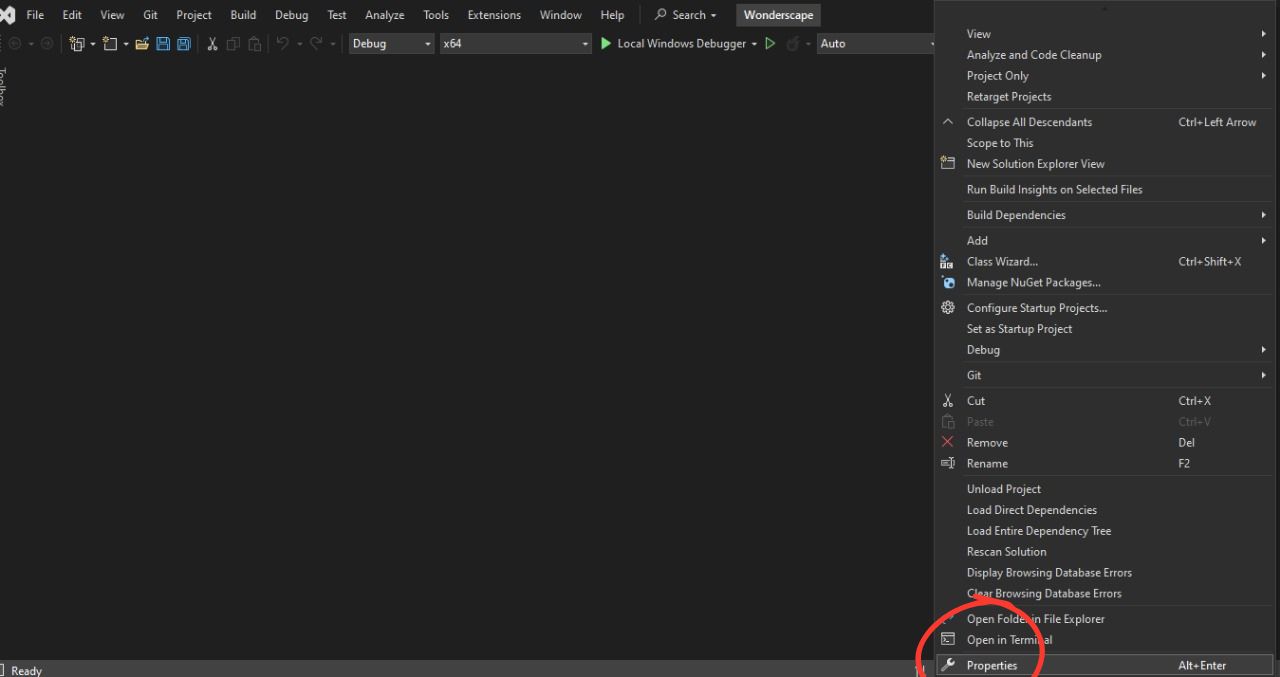 File Edit View Git Project Build Debug Test Analyze Tools Extensions Window Help Search Wonderscape
Debug x64 Local Windows Debugger Auto
Toolbox
View
Analyze and Code Cleanup
Project Only
Retarget Projects
Collapse All Descendants Ctrl+Left Arrow
Scope to This
New Solution Explorer View
Run Build Insights on Selected Files
Build Dependencies
Add
Class Wizard... Ctrl+Shift+X
Manage NuGet Packages...
Configure Startup Projects...
Set as Startup Project
Debug
Git
Cut Ctrl+X
Paste Ctrl+V
Remove Del
Rename F2
Unload Project
Load Direct Dependencies
Load Entire Dependency Tree
Rescan Solution
Display Browsing Database Errors
Clear Browsing Database Errors
Open Folder in File Explorer
Open in Terminal
Properties Alt+Enter
Ready